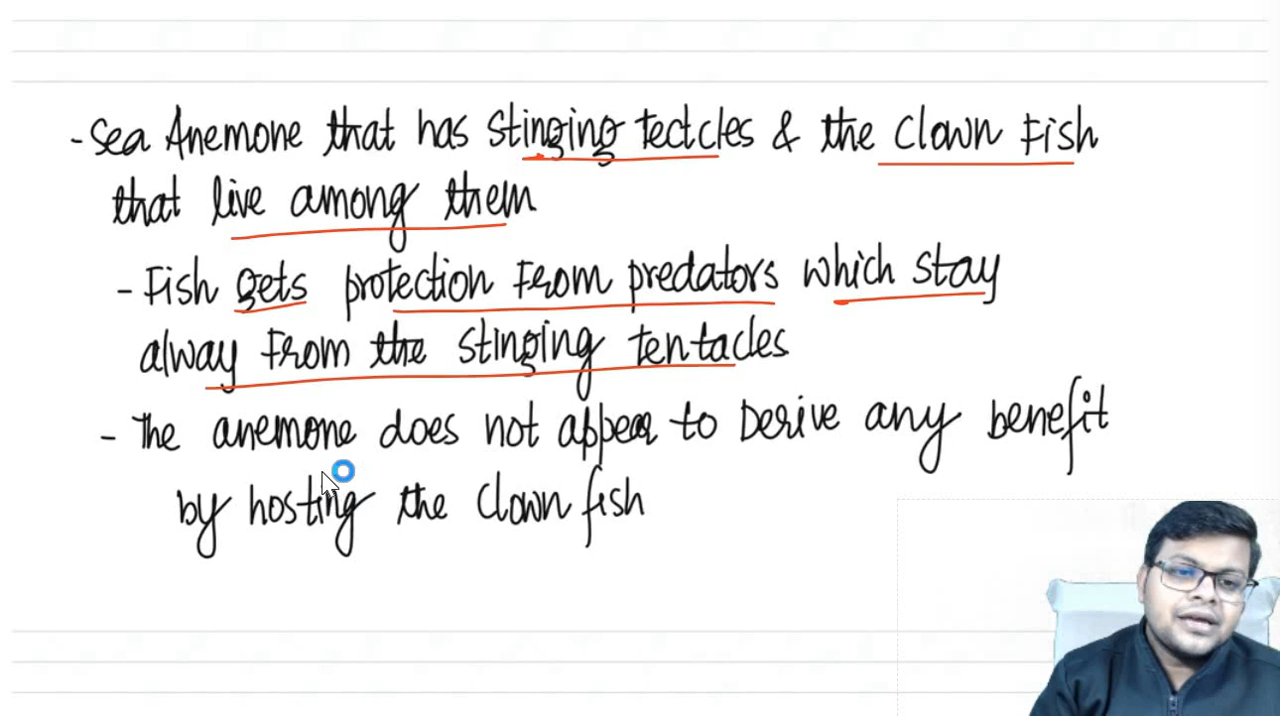 - Sea Anemone that has stinging tectcles & the Clown Fish
that live among them
- Fish gets protection from predators which stay
alway from the stinging tentacles
- The anemone does not appear to Derive any benefit
by hosting the Clown fish